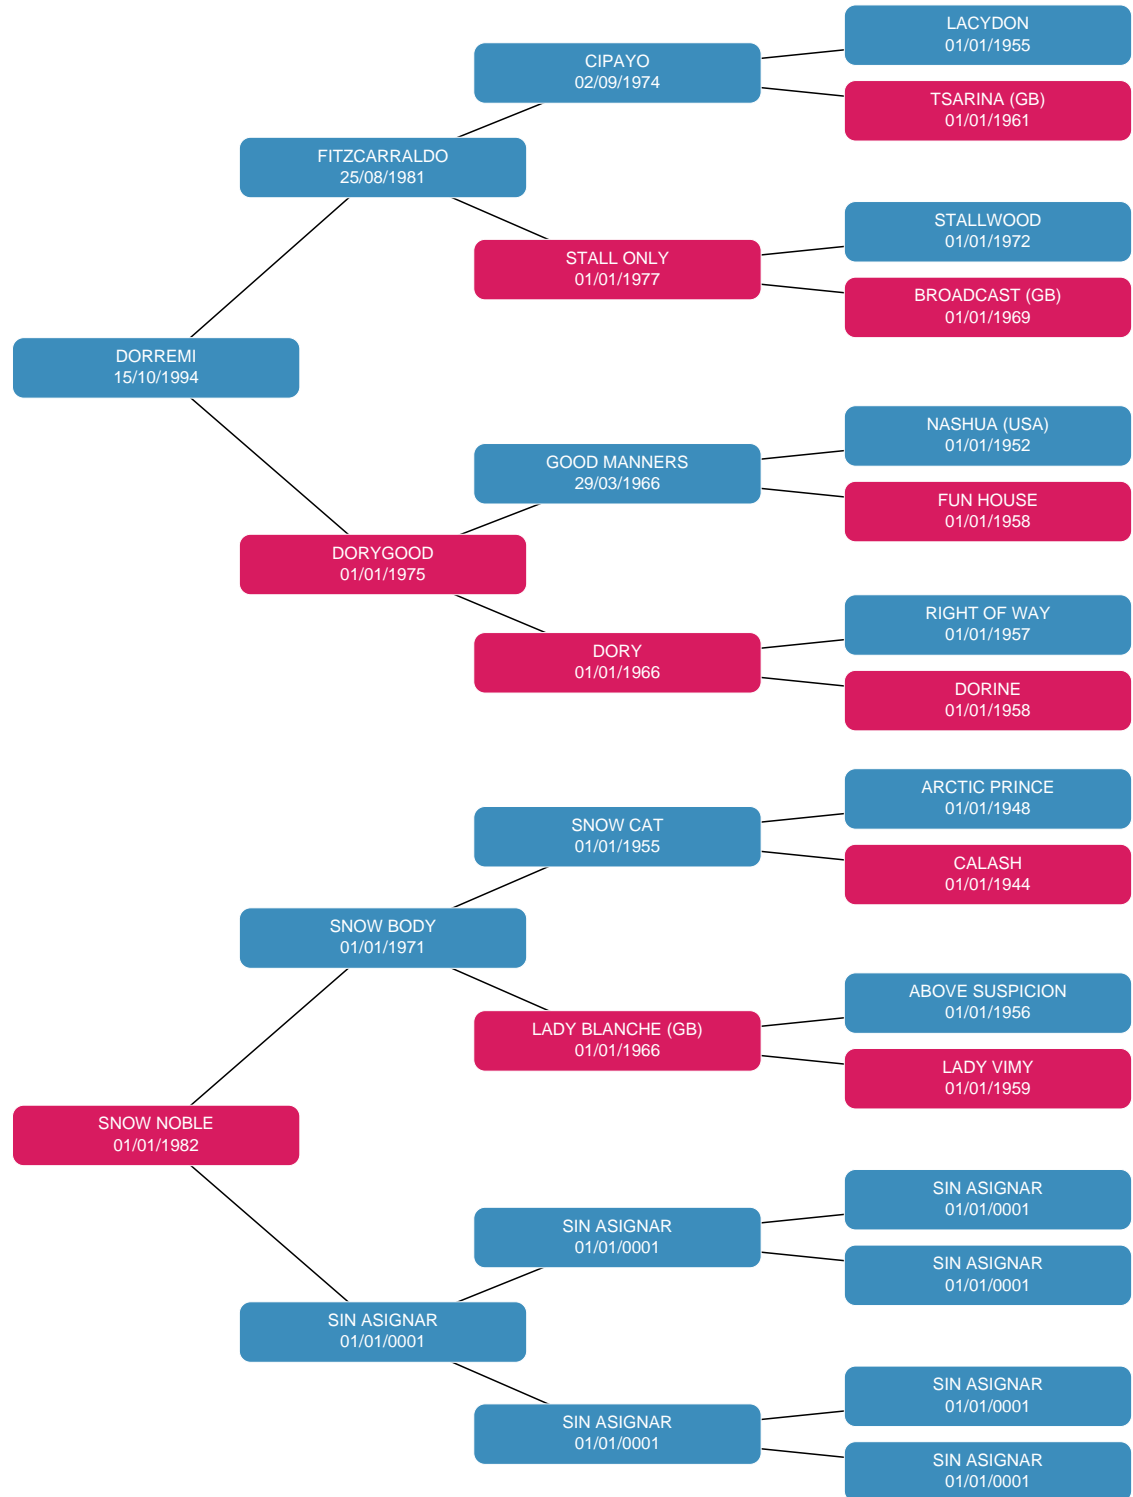 LACYDON
01/01/1955
CIPAYO
02/09/1974
TSARINA (GB)
01/01/1961
FITZCARRALDO
25/08/1981
STALLWOOD
01/01/1972
STALL ONLY
01/01/1977
BROADCAST (GB)
01/01/1969
DORREMI
15/10/1994
NASHUA (USA)
01/01/1952
GOOD MANNERS
29/03/1966
FUN HOUSE
01/01/1958
DORYGOOD
01/01/1975
RIGHT OF WAY
01/01/1957
DORY
01/01/1966
DORINE
01/01/1958
ARCTIC PRINCE
01/01/1948
SNOW CAT
01/01/1955
CALASH
01/01/1944
SNOW BODY
01/01/1971
ABOVE SUSPICION
01/01/1956
LADY BLANCHE (GB)
01/01/1966
LADY VIMY
01/01/1959
SNOW NOBLE
01/01/1982
SIN ASIGNAR
01/01/0001
SIN ASIGNAR
01/01/0001
SIN ASIGNAR
01/01/0001
SIN ASIGNAR
01/01/0001
SIN ASIGNAR
01/01/0001
SIN ASIGNAR
01/01/0001
SIN ASIGNAR
01/01/0001